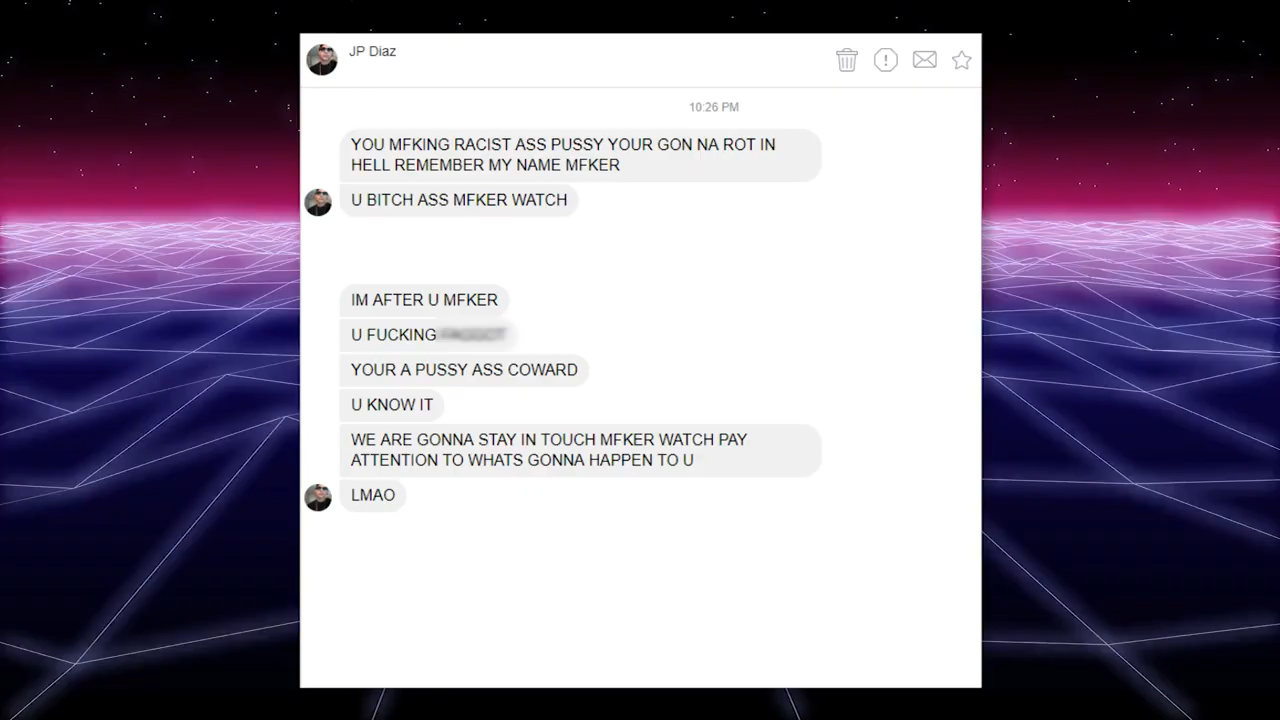 JP Diaz
10:26 PM
YOU MFKING RACIST ASS PUSSY YOUR GON NA ROT IN
HELL REMEMBER MY NAME MFKER
U BITCH ASS MFKER WATCH
IM AFTER U MFKER
U FUCKING
YOUR A PUSSY ASS COWARD
U KNOW IT
WE ARE GONNA STAY IN TOUCH MFKER WATCH PAY
ATTENTION TO WHATS GONNA HAPPEN TO U
LMAO